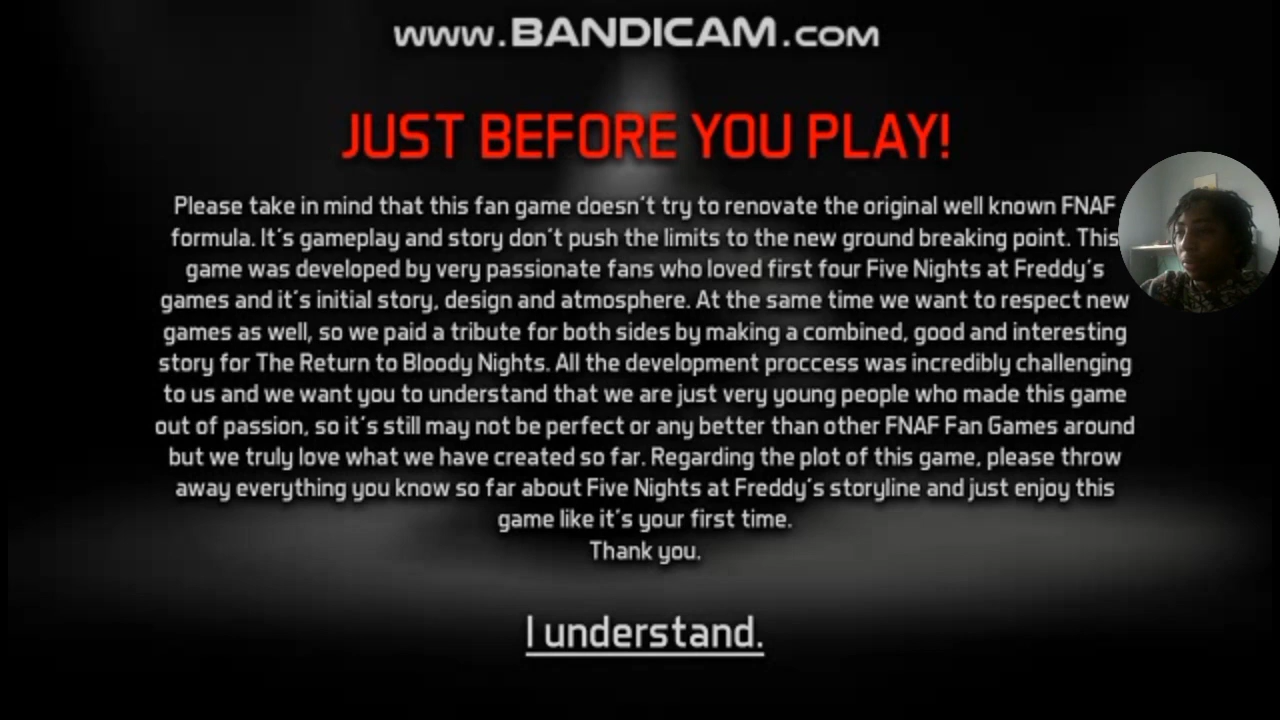 www.BANDICAM.com
JUST BEFORE YOU PLAY!
Please take in mind that this fan game doesn't try to renovate the original well known FNAF
formula. It's gameplay and story don't push the limits to the new ground breaking point. This
game was developed by very passionate fans who loved first four Five Nights at Freddy's
games and it's initial story, design and atmosphere. At the same time we want to respect new
games as well, so we paid a tribute for both sides by making a combined, good and interesting
story for The Return to Bloody Nights. All the development proccess was incredibly challenging
to us and we want you to understand that we are just very young people who made this game
out of passion, so it's still may not be perfect or any better than other FNAF Fan Games around
but we truly love what we have created so far. Regarding the plot of this game, please throw
away everything you know so far about Five Nights at Freddy's storyline and just enjoy this
game like it's your first time.
Thank you.
I understand.